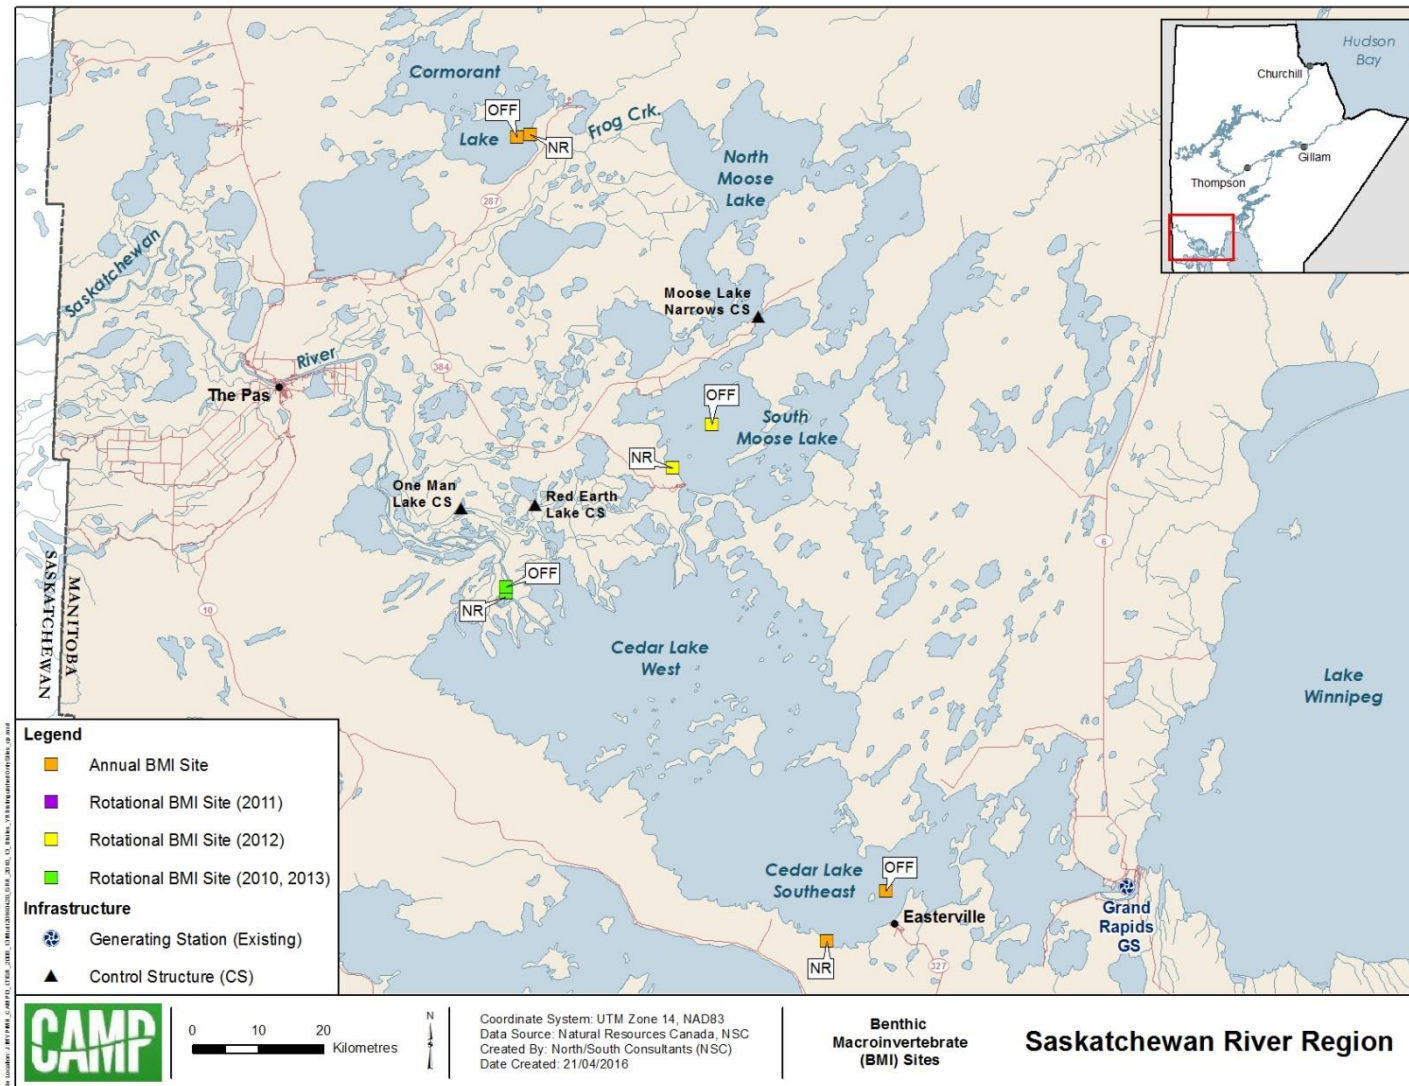 Cormorant
Lake
OFF
NR
Frog Crk.
North
Moose
Lake
Hudson
Bay
Churchill
Gillam
Thompson
287
Saskatchewan
River
Moose Lake
Narrows CS
The Pas
384
OFF
South
Moose Lake
NR
One Man
Lake CS
Red Earth
Lake CS
6
OFF
NR
SASKATCHEWAN
MANITOBA
10
Cedar Lake
West
Lake
Winnipeg
Cedar Lake
Southeast
OFF
Easterville
NR
327
Grand
Rapids
GS
Legend
Annual BMI Site
Rotational BMI Site (2011)
Rotational BMI Site (2012)
Rotational BMI Site (2010, 2013)
Infrastructure
Generating Station (Existing)
Control Structure (CS)
CAMP
0 10 20
Kilometres
N
Coordinate System: UTM Zone 14, NAD83
Data Source: Natural Resources Canada, NSC
Created By: North/South Consultants (NSC)
Date Created: 21/04/2016
Benthic
Macroinvertebrate
(BMI) Sites
Saskatchewan River Region